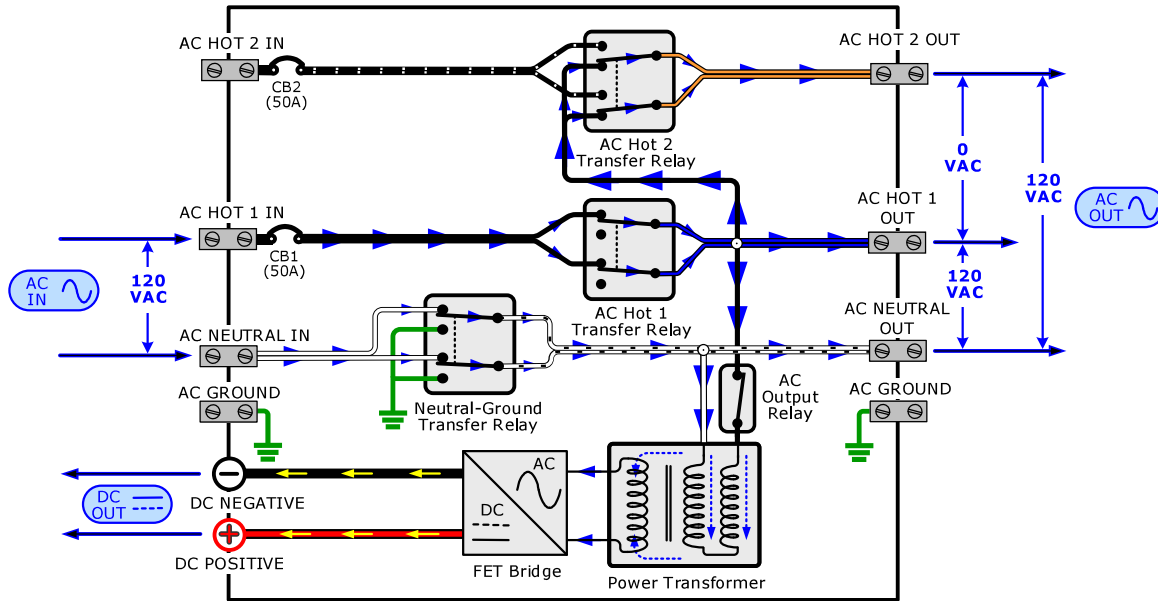 AC HOT 2 IN
CB2
(50A)
AC Hot 2
Transfer Relay
AC HOT 2 OUT
0
VAC
120
VAC
AC
OUT
AC HOT 1 IN
CB1
(50A)
AC Hot 1
Transfer Relay
AC HOT 1
OUT
120
VAC
AC
IN
120
VAC
AC NEUTRAL IN
AC NEUTRAL
OUT
AC GROUND
Neutral-Ground
Transfer Relay
AC
Output
Relay
AC GROUND
DC
OUT
DC NEGATIVE
DC POSITIVE
AC
DC
FET Bridge
Power Transformer